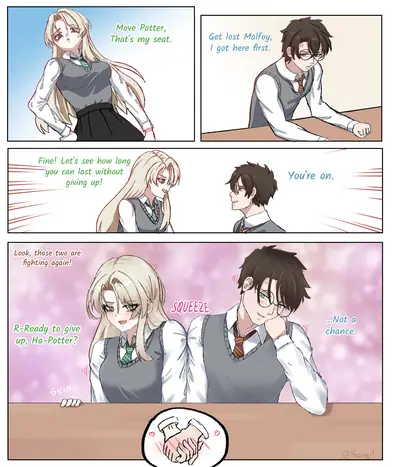 Move Potter,
That's my seat.
Get lost Malfoy,
I got here first.
Fine! Let's see how long
you can last without
giving up!
You're on.
Look, those two are
fighting again!
SQUEEZE
R-Ready to give
up, Ha-Potter?
...Not a
chance.
GRIP